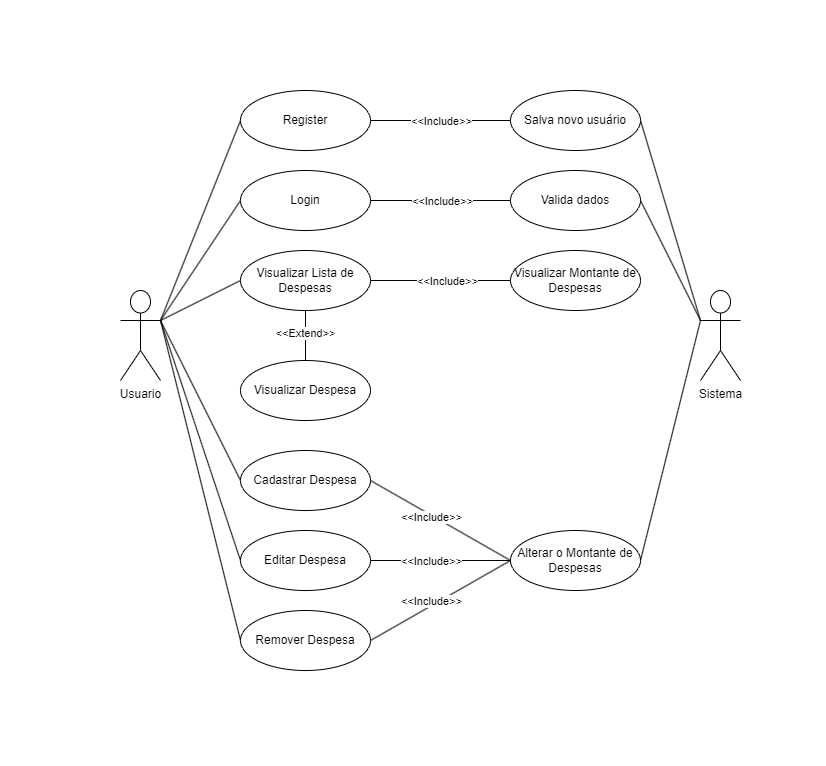 Register
<<Include>>
Salva novo usuário
Login
<<Include>>
Valida dados
Visualizar Lista de
Despesas
<<Include>>
Visualizar Montante de
Despesas
<<Extend>>
Visualizar Despesa
Usuario
Sistema
Cadastrar Despesa
<<Include>>
Editar Despesa
<<Include>>
Alterar o Montante de
Despesas
<<Include>>
Remover Despesa